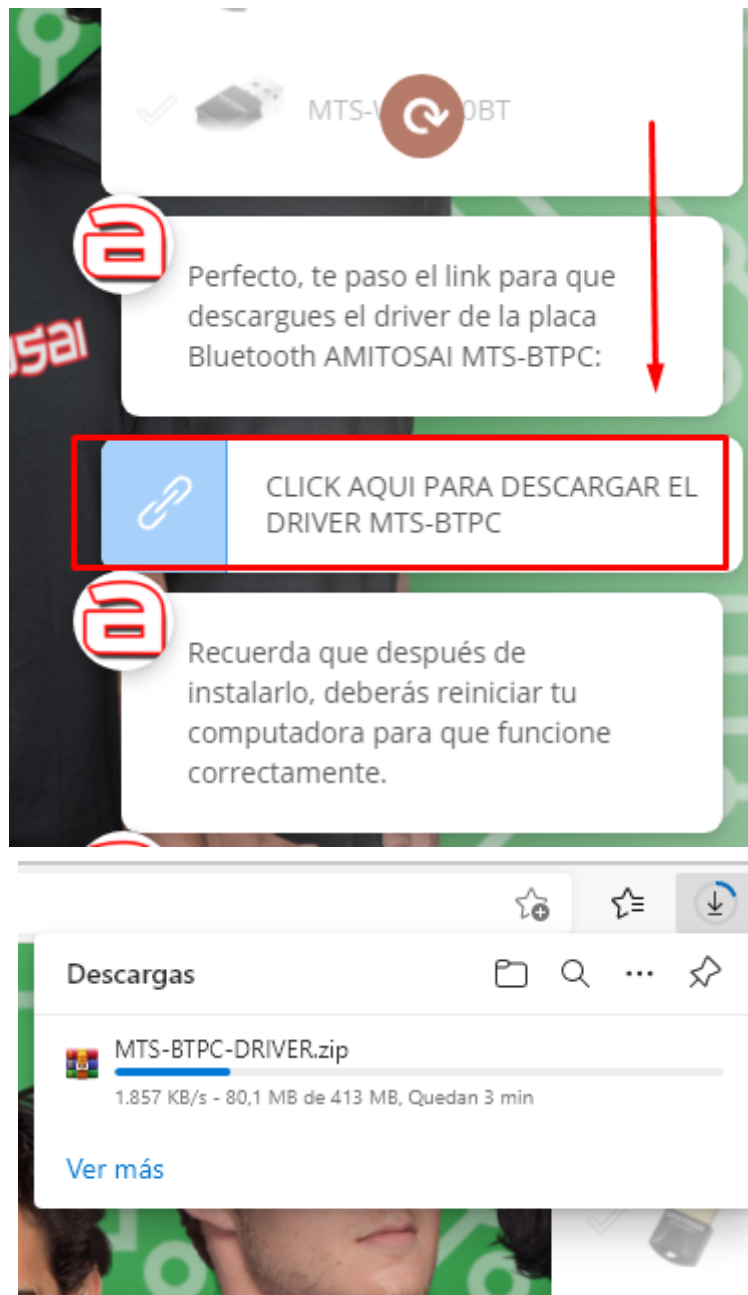 MTS-
0BT
Perfecto, te paso el link para que
descargues el driver de la placa
Bluetooth AMITOSAI MTS-BTPC:
osai
CLICK AQUI PARA DESCARGAR EL
DRIVER MTS-BTPC
Recuerda que después de
instalarlo, deberás reiniciar tu
computadora para que funcione
correctamente.
Descargas
MTS-BTPC-DRIVER.zip
1.857 KB/s - 80,1 MB de 413 MB, Quedan 3 min
Ver más